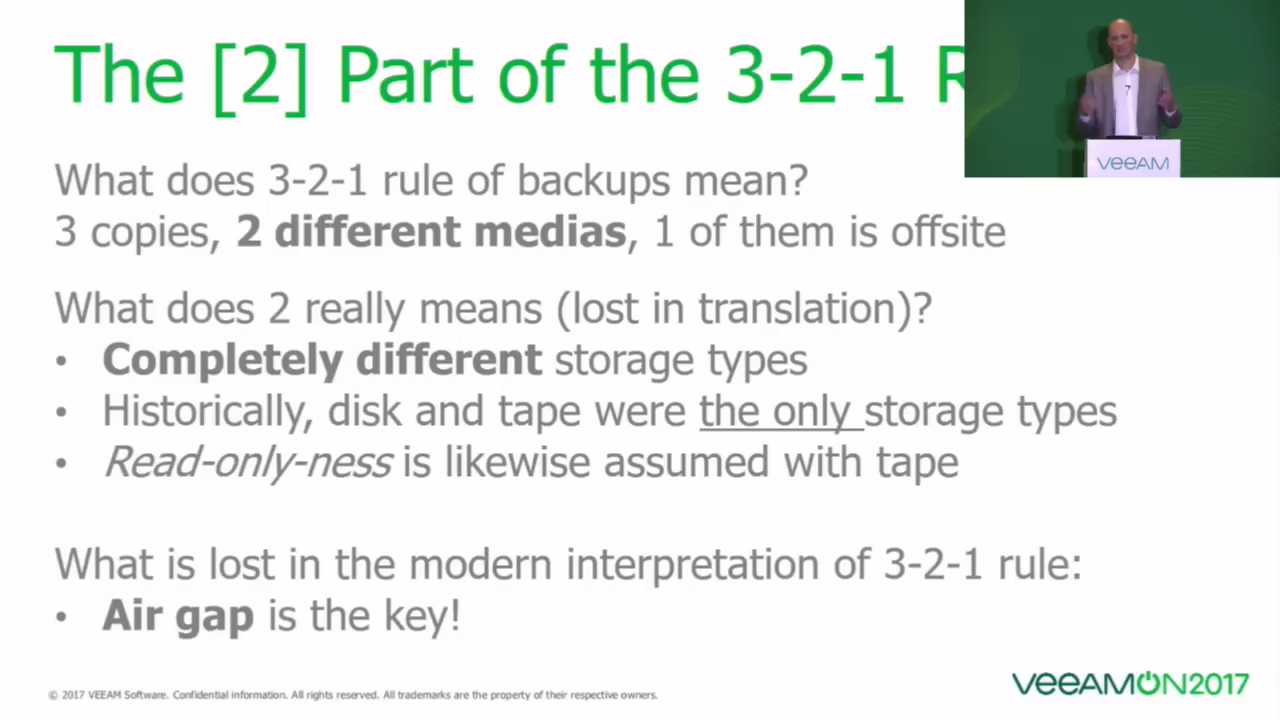 The [2] Part of the 3-2-1 R
VEEAM
What does 3-2-1 rule of backups mean?
3 copies, 2 different medias, 1 of them is offsite
What does 2 really means (lost in translation)?
• Completely different storage types
• Historically, disk and tape were the only storage types
• Read-only-ness is likewise assumed with tape
What is lost in the modern interpretation of 3-2-1 rule:
• Air gap is the key!
© 2017 VEEAM Software. Confidential information. All rights reserved. All trademarks are the property of their respective owners.
VEEAMON2017